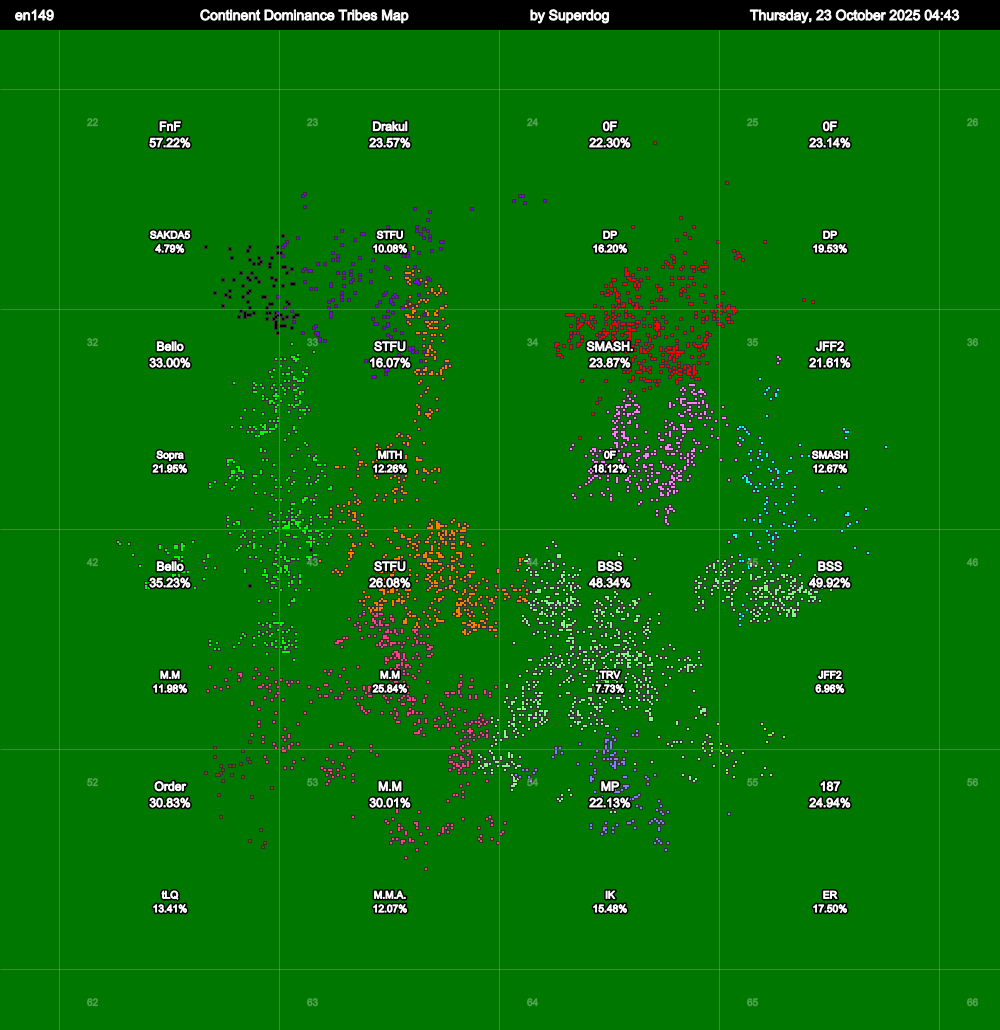 en149 Continent Dominance Tribes Map by Superdog Thursday, 23 October 2025 04:43
22 23 24 25 26
FnF Drakul 0F 0F
57.22% 23.57% 22.30% 23.14%
SAKDA5 STFU DP DP
4.79% 10.08% 16.20% 19.53%
32 33 34 35 36
Bello STFU SMASH. JFF2
33.00% 16.07% 23.87% 21.61%
Sopra MITH 0F SMASH
21.95% 12.26% 18.12% 12.67%
42 43 44 45 46
Bello STFU BSS BSS
35.23% 26.08% 48.34% 49.92%
M.M M.M TRV JFF2
11.98% 25.84% 7.73% 6.96%
52 53 54 55 56
Order M.M MP 187
30.83% 30.01% 22.13% 24.94%
tLQ M.M.A. IK ER
13.41% 12.07% 15.48% 17.50%
62 63 64 65 66